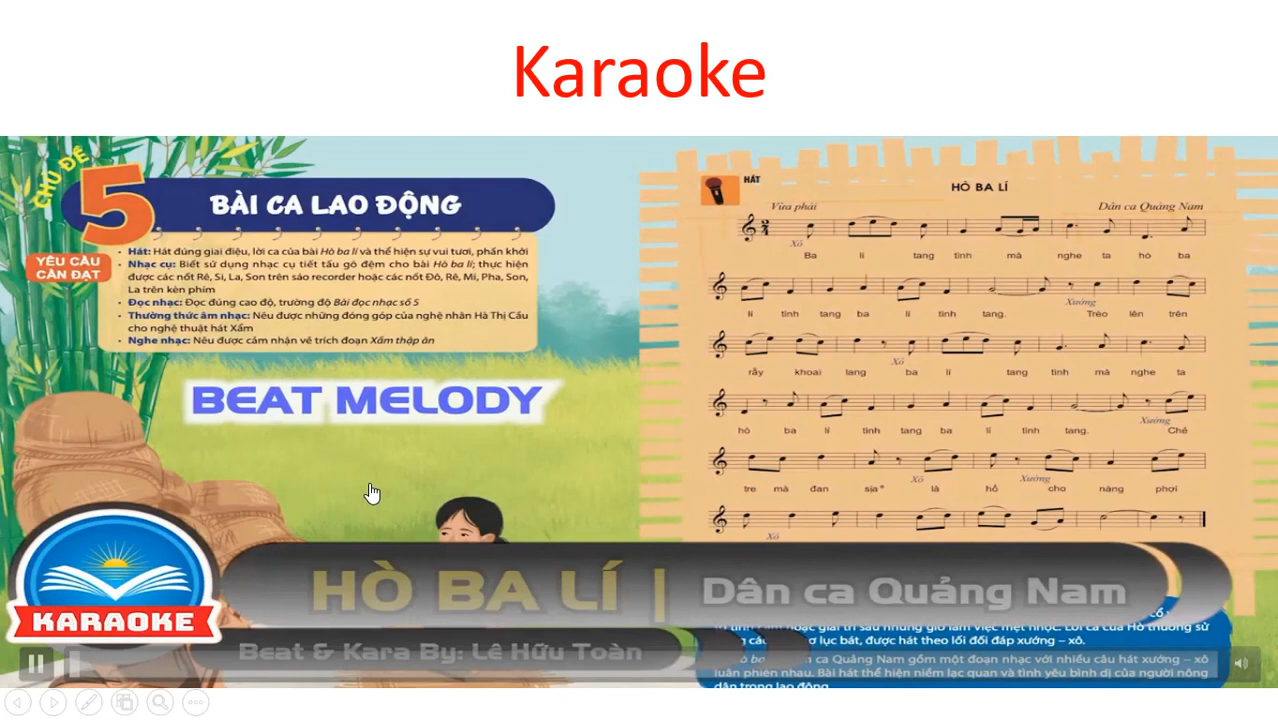 Karaoke
CHỦ ĐỀ
5
BÀI CA LAO ĐỘNG
YÊU CẦU
CẦN ĐẠT
• Hát: Hát đúng giai điệu, lời ca của bài Hò ba lí và thể hiện sự vui tươi, phấn khởi
• Nhạc cụ: Biết sử dụng nhạc cụ tiết tấu gõ đệm cho bài Hò ba lí; thực hiện
được các nốt Rê, Si, La, Son trên sáo recorder hoặc các nốt Đô, Rê, Mi, Pha, Son,
La trên kèn phím
• Đọc nhạc: Đọc đúng cao độ, trường độ Bài đọc nhạc số 5
• Thường thức âm nhạc: Nêu được những đóng góp của nghệ nhân Hà Thị Cầu
cho nghệ thuật hát Xẩm
• Nghe nhạc: Nêu được cảm nhận về trích đoạn Xẩm thập ân
BEAT MELODY
HÁT
HÒ BA LÍ
Vừa phải
Dân ca Quảng Nam
Xô
Ba lí tang tình mà nghe ta hò ba
Xướng
lí tình tang ba lí tình tang. Trèo lên trên
Xô
rẫy khoai lang ba lí tang tình mà nghe ta
Xướng
hò ba lí tình tang ba lí tình tang. Chẻ
Xô Xướng
tre mà đan sịa* là hố cho nàng phơi
Xô
HÒ BA LÍ | Dân ca Quảng Nam
KARAOKE
Beat & Kara By: Lê Hữu Toàn
lục bát, được hát theo lối đối đáp xướng – xô.
ca Quảng Nam gồm một đoạn nhạc với nhiều câu hát xướng – xô
luân phiên nhau. Bài hát thể hiện niềm lạc quan và tình yêu bình dị của người nông
dân trong lao động.